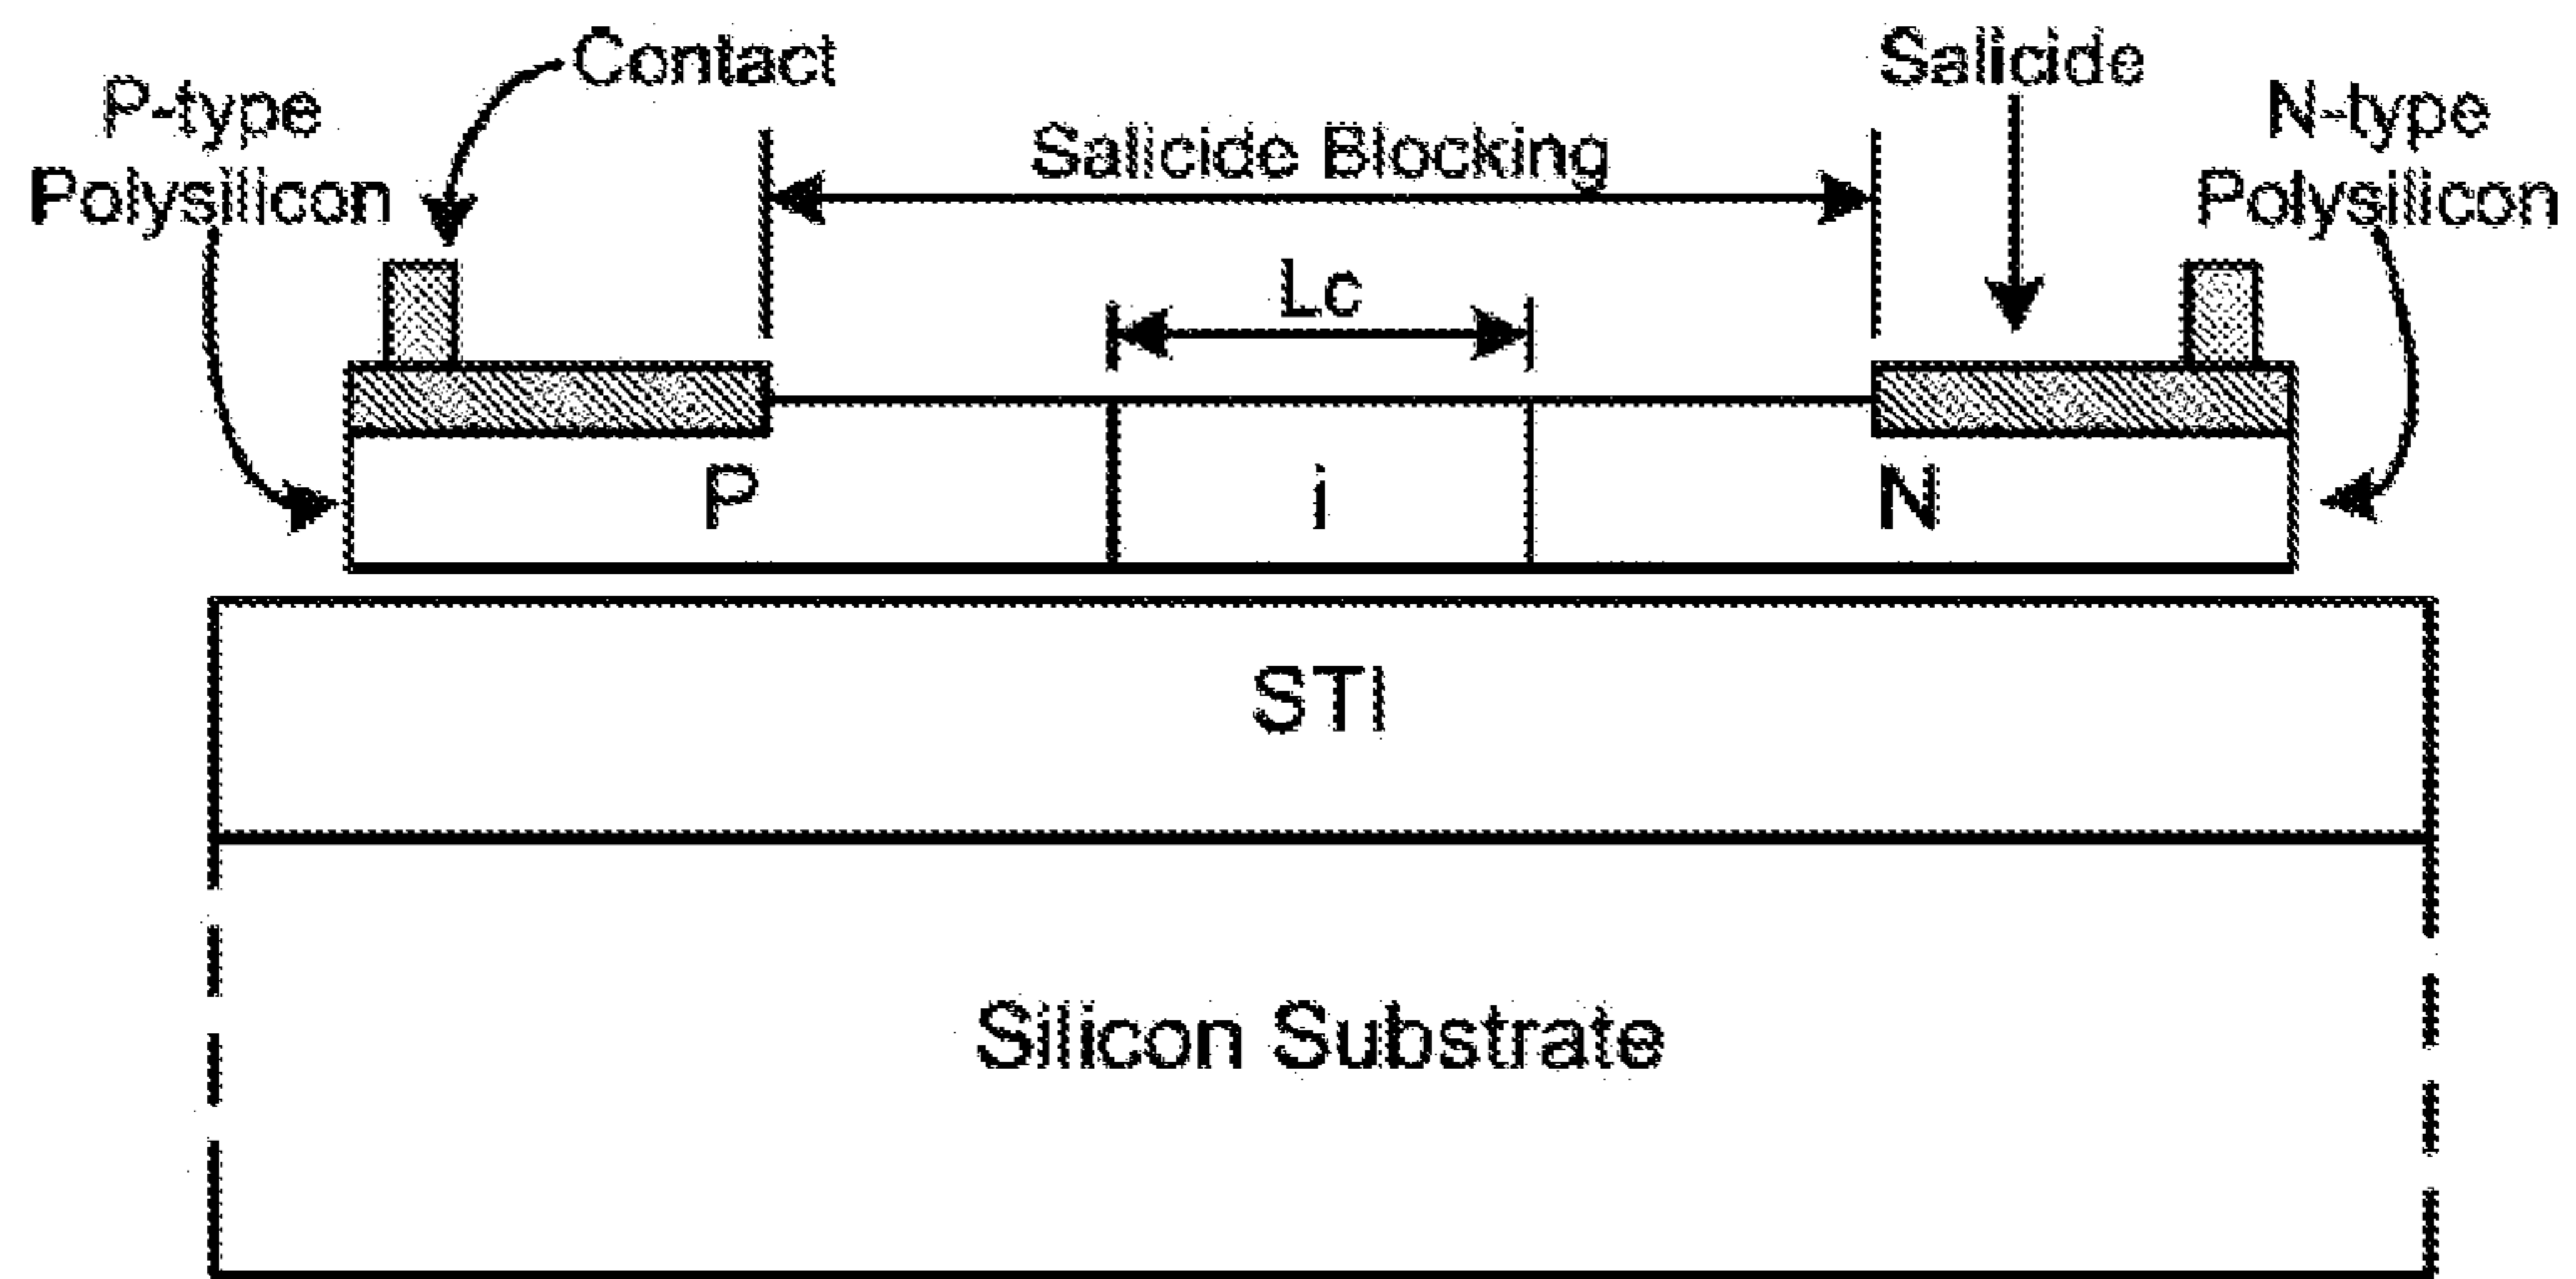 Contact
Salicide
P-type
Polysilicon
Salicide Blocking
N-type
Polysilicon
Lc
P
i
N
STI
Silicon Substrate